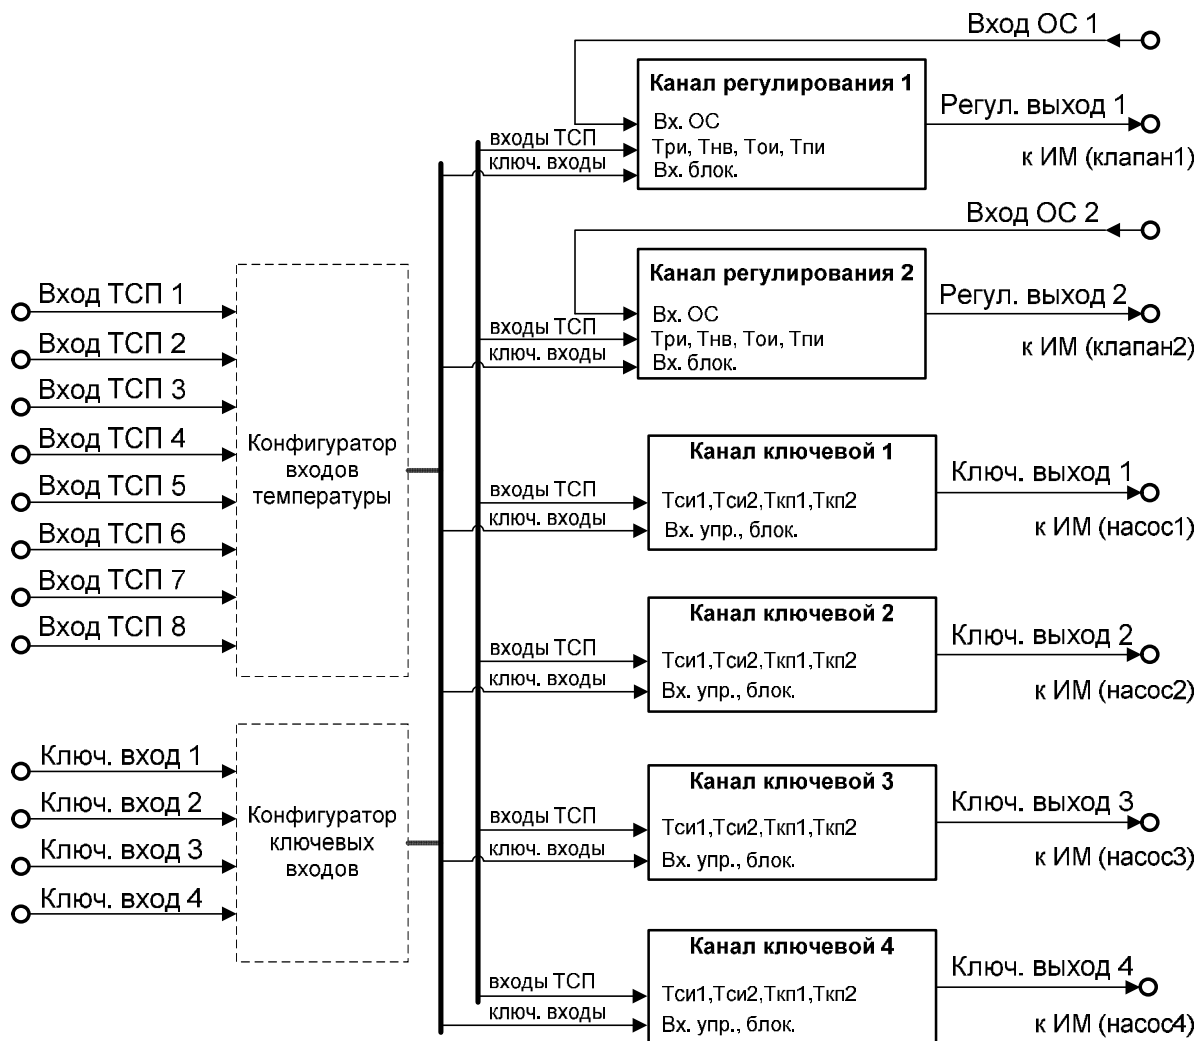 Вход ТСП 1
Вход ТСП 2
Вход ТСП 3
Вход ТСП 4
Вход ТСП 5
Вход ТСП 6
Вход ТСП 7
Вход ТСП 8
Конфигуратор
входов
температуры
Ключ. вход 1
Ключ. вход 2
Ключ. вход 3
Ключ. вход 4
Конфигуратор
ключевых
входов
Вход ОС 1
Канал регулирования 1
Вх. ОС
входы ТСП
Три, Тнв, Тои, Тпи
ключ. входы
Вх. блок.
Регул. выход 1
к ИМ (клапан1)
Вход ОС 2
Канал регулирования 2
Вх. ОС
входы ТСП
Три, Тнв, Тои, Тпи
ключ. входы
Вх. блок.
Регул. выход 2
к ИМ (клапан2)
Канал ключевой 1
входы ТСП
Тси1,Тси2,Ткп1,Ткп2
ключ. входы
Вх. упр., блок.
Ключ. выход 1
к ИМ (насос1)
Канал ключевой 2
входы ТСП
Тси1,Тси2,Ткп1,Ткп2
ключ. входы
Вх. упр., блок.
Ключ. выход 2
к ИМ (насос2)
Канал ключевой 3
входы ТСП
Тси1,Тси2,Ткп1,Ткп2
ключ. входы
Вх. упр., блок.
Ключ. выход 3
к ИМ (насос3)
Канал ключевой 4
входы ТСП
Тси1,Тси2,Ткп1,Ткп2
ключ. входы
Вх. упр., блок.
Ключ. выход 4
к ИМ (насос4)